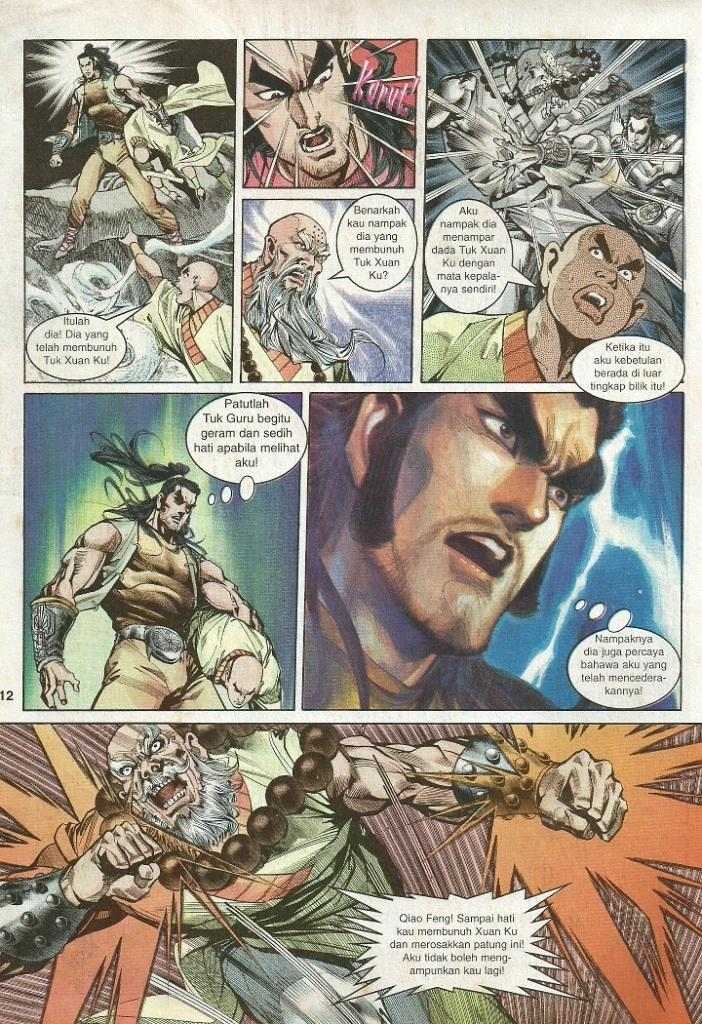 Karut!
Itulah
dia! Dia yang
telah membunuh
Tuk Xuan Ku!
Benarkah
kau nampak
dia yang
membunuh
Tuk Xuan
Ku?
Aku
nampak dia
menampar
dada Tuk Xuan
Ku dengan
mata kepala-
nya sendiri!
Ketika itu
aku kebetulan
berada di luar
tingkap bilik itu!
Patutlah
Tuk Guru begitu
geram dan sedih
hati apabila melihat
aku!
Nampaknya
dia juga percaya
bahawa aku yang
telah mencedera-
kannya!
12
Qiao Feng! Sampai hati
kau membunuh Xuan Ku
dan merosakkan patung ini!
Aku tidak boleh meng-
ampunkan kau lagi!